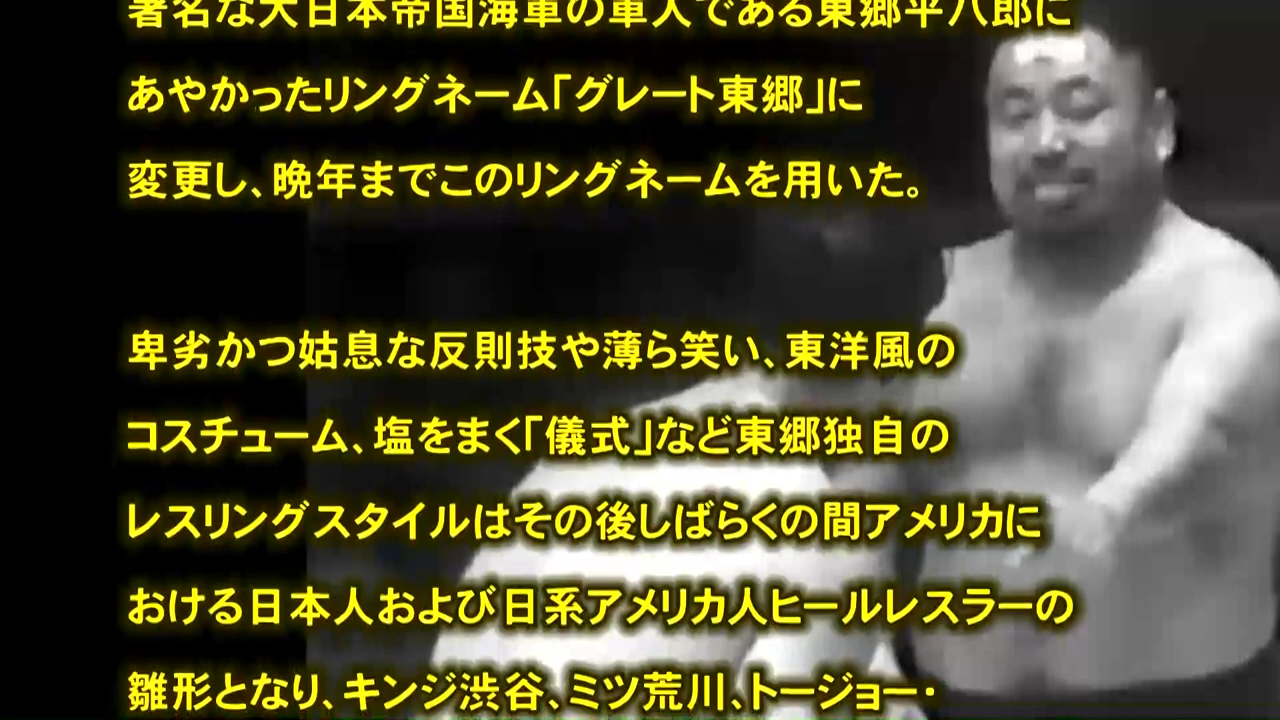 著名な大日本帝国海軍の軍人である東郷平八郎に
あやかったリングネーム「グレート東郷」に
変更し、晩年までこのリングネームを用いた。
卑劣かつ姑息な反則技や薄ら笑い、東洋風の
コスチューム、塩をまく「儀式」など東郷独自の
レスリングスタイルはその後しばらくの間アメリカに
おける日本人および日系アメリカ人ヒールレスラーの
雛形となり、キンジ渋谷、ミツ荒川、トージョー・